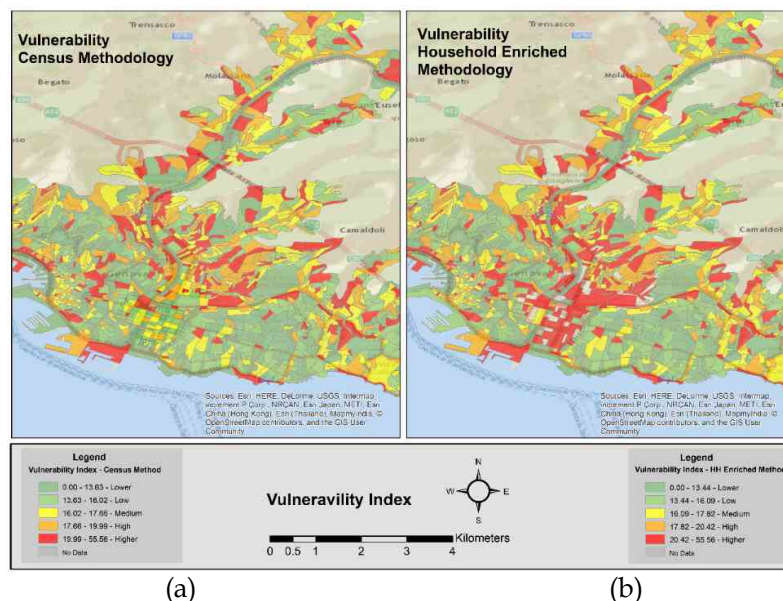 Vulnerability
Census Methodology
Trensasco
Begato
Molassana
Camaldoli
Genova
Sources: Esri, HERE, DeLorme, USGS, Intermap,
increment P Corp., NRCAN, Esri Japan, METI, Esri
China (Hong Kong), Esri (Thailand), MapmyIndia, ©
OpenStreetMap contributors, and the GIS User
Community
Vulnerability
Household Enriched
Methodology
Trensasco
Begato
Molassana
Camaldoli
Genova
Sources: Esri, HERE, DeLorme, USGS, Intermap,
increment P Corp., NRCAN, Esri Japan, METI, Esri
China (Hong Kong), Esri (Thailand), MapmyIndia, ©
OpenStreetMap contributors, and the GIS User
Community
Legend
Vulnerability Index - Census Method
0.00 - 13.63 - Lower
13.63 - 16.02 - Low
16.02 - 17.66 - Medium
17.66 - 19.99 - High
19.99 - 55.56 - Higher
No Data
Vulneravility Index
N
W E
S
Kilometers
0 0.5 1 2 3 4
Legend
Vulnerability Index - HH Enriched Method
0.00 - 13.44 - Lower
13.44 - 16.09 - Low
16.09 - 17.82 - Medium
17.82 - 20.42 - High
20.42 - 55.56 - Higher
No Data
(a)
(b)